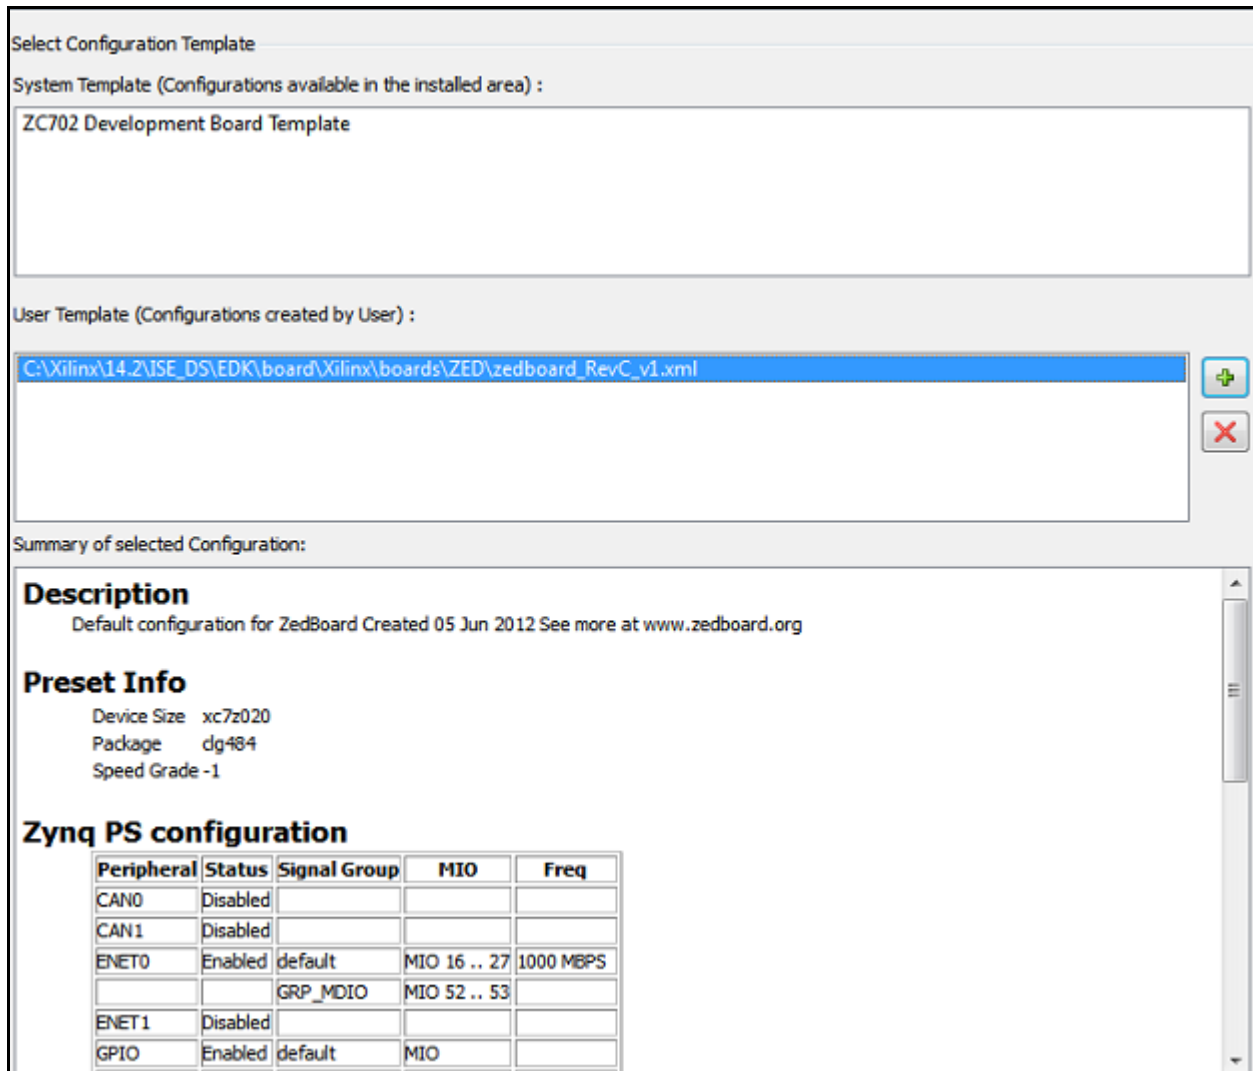 Select Configuration Template
System Template (Configurations available in the installed area) :
ZC702 Development Board Template
User Template (Configurations created by User) :
C:\Xilinx\14.2\ISE_DS\EDK\board\Xilinx\boards\ZED\zedboard_RevC_v1.xml
Summary of selected Configuration:
Description
Default configuration for ZedBoard Created 05 Jun 2012 See more at www.zedboard.org
Preset Info
Device Size xc7z020
Package clg484
Speed Grade -1
Zynq PS configuration
Peripheral Status Signal Group MIO Freq
CAN0 Disabled
CAN1 Disabled
ENET0 Enabled default MIO 16 .. 27 1000 MBPS
GRP_MDIO MIO 52 .. 53
ENET1 Disabled
GPIO Enabled default MIO